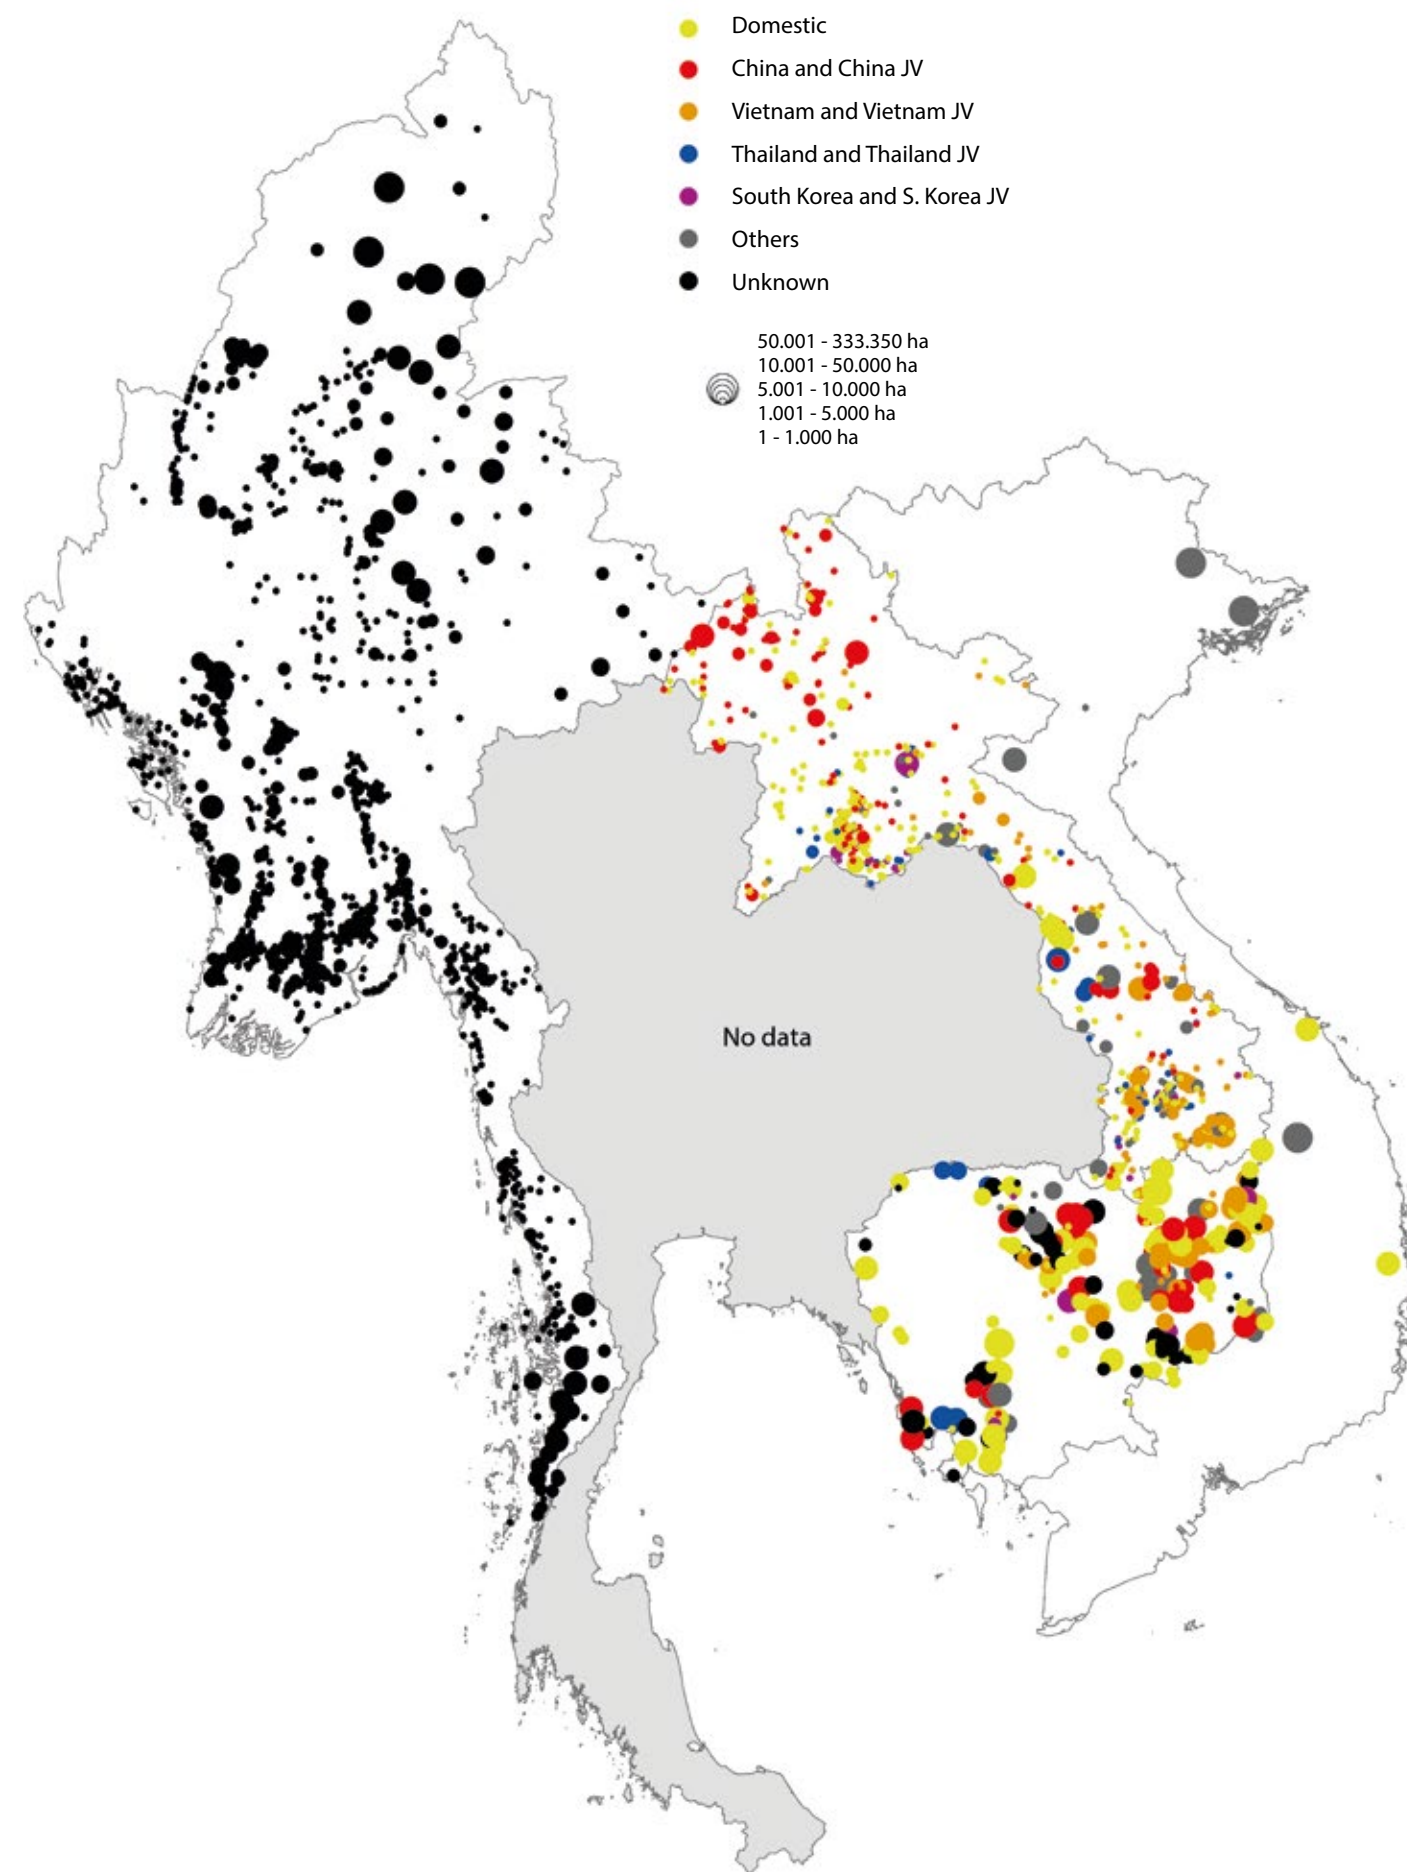 Domestic
China and China JV
Vietnam and Vietnam JV
Thailand and Thailand JV
South Korea and S. Korea JV
Others
Unknown
50.001 - 333.350 ha
10.001 - 50.000 ha
5.001 - 10.000 ha
1.001 - 5.000 ha
1 - 1.000 ha
No data